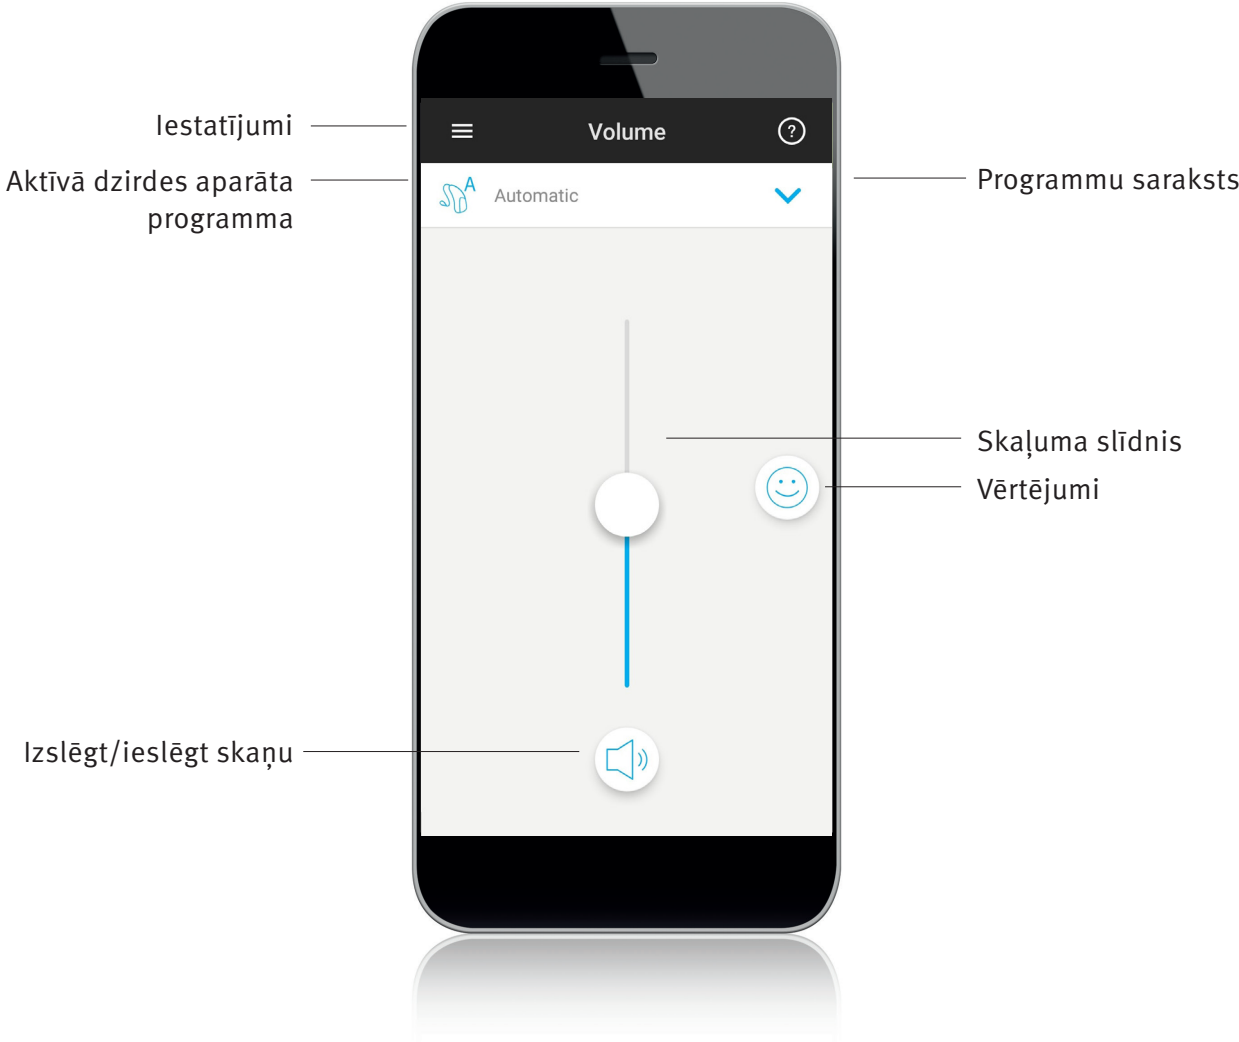 Iestatījumi
Volume
?
Aktīvā dzirdes aparāta
programma
A
Automatic
Programmu saraksts
Skaļuma slīdnis
Vērtējumi
Izslēgt/ieslēgt skaņu